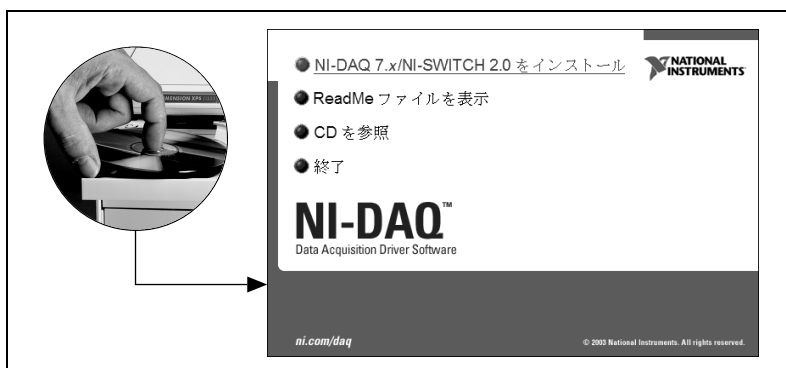 DIMENSION XPS
NI-DAQ 7.x/NI-SWITCH 2.0 をインストール
NATIONAL
INSTRUMENTS
ReadMe ファイルを表示
CD を参照
終了
NI-DAQ™
Data Acquisition Driver Software
ni.com/daq
© 2003 National Instruments. All rights reserved.